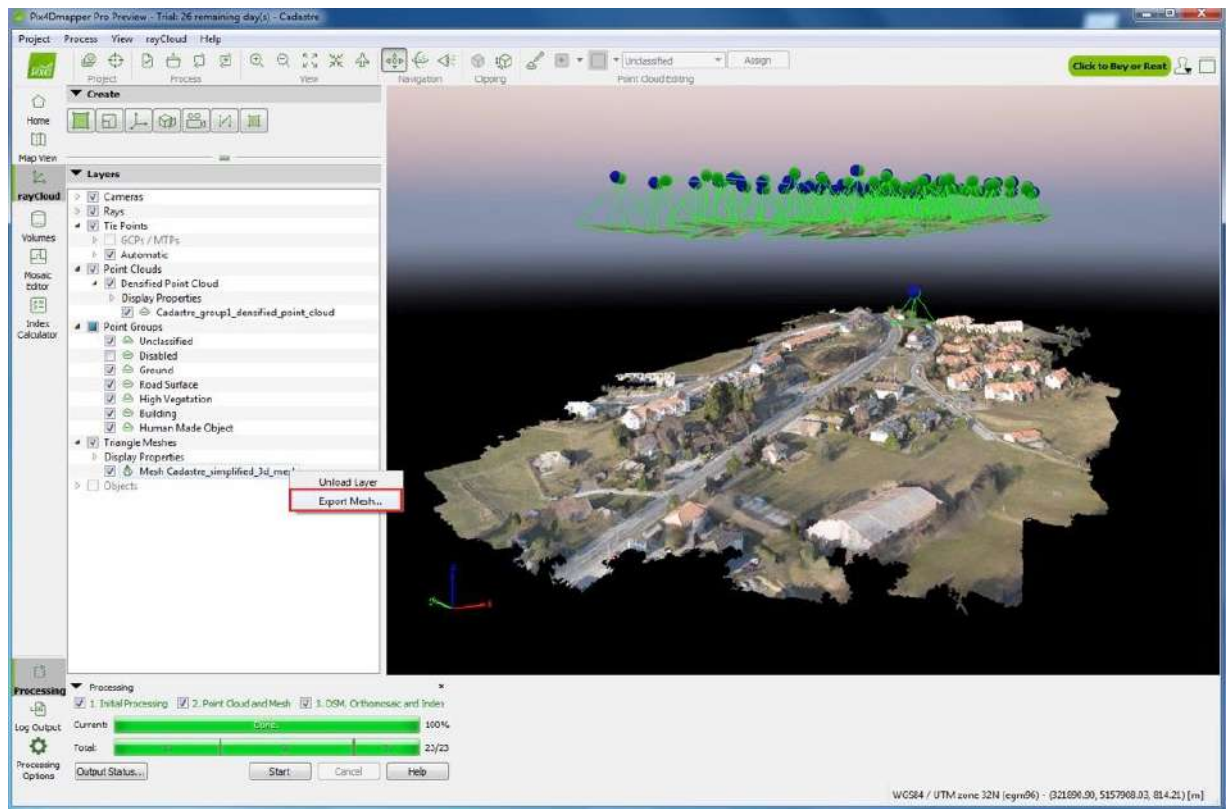 Pix4Dmapper Pro Preview - Trial: 26 remaining day(s) - Cadastre
Project Process View rayCloud Help
Project Process View Navigation Clipping Point Cloud Editing
Unclassified Assign
Click to Buy or Rent
Home
Map View
rayCloud
Volumes
Mosaic Editor
Index Calculator
Create
Layers
Cameras
Rays
Tie Points
GCPs / MTPs
Automatic
Point Clouds
Densified Point Cloud
Display Properties
Cadastre_group1_densified_point_cloud
Point Groups
Unclassified
Disabled
Ground
Road Surface
High Vegetation
Building
Human Made Object
Triangle Meshes
Display Properties
Mesh Cadastre_simplified_3d_mes
Objects
Unload Layer
Export Mesh...
Processing
Log Output
Processing Options
Processing
1. Initial Processing 2. Point Cloud and Mesh 3. DSM, Orthomosaic and Index
Current: Done. 100%
Total: 23/23
Output Status... Start Cancel Help
WGS84 / UTM zone 32N (egm96) - (321890.90, 5157908.03, 814.21) [m]